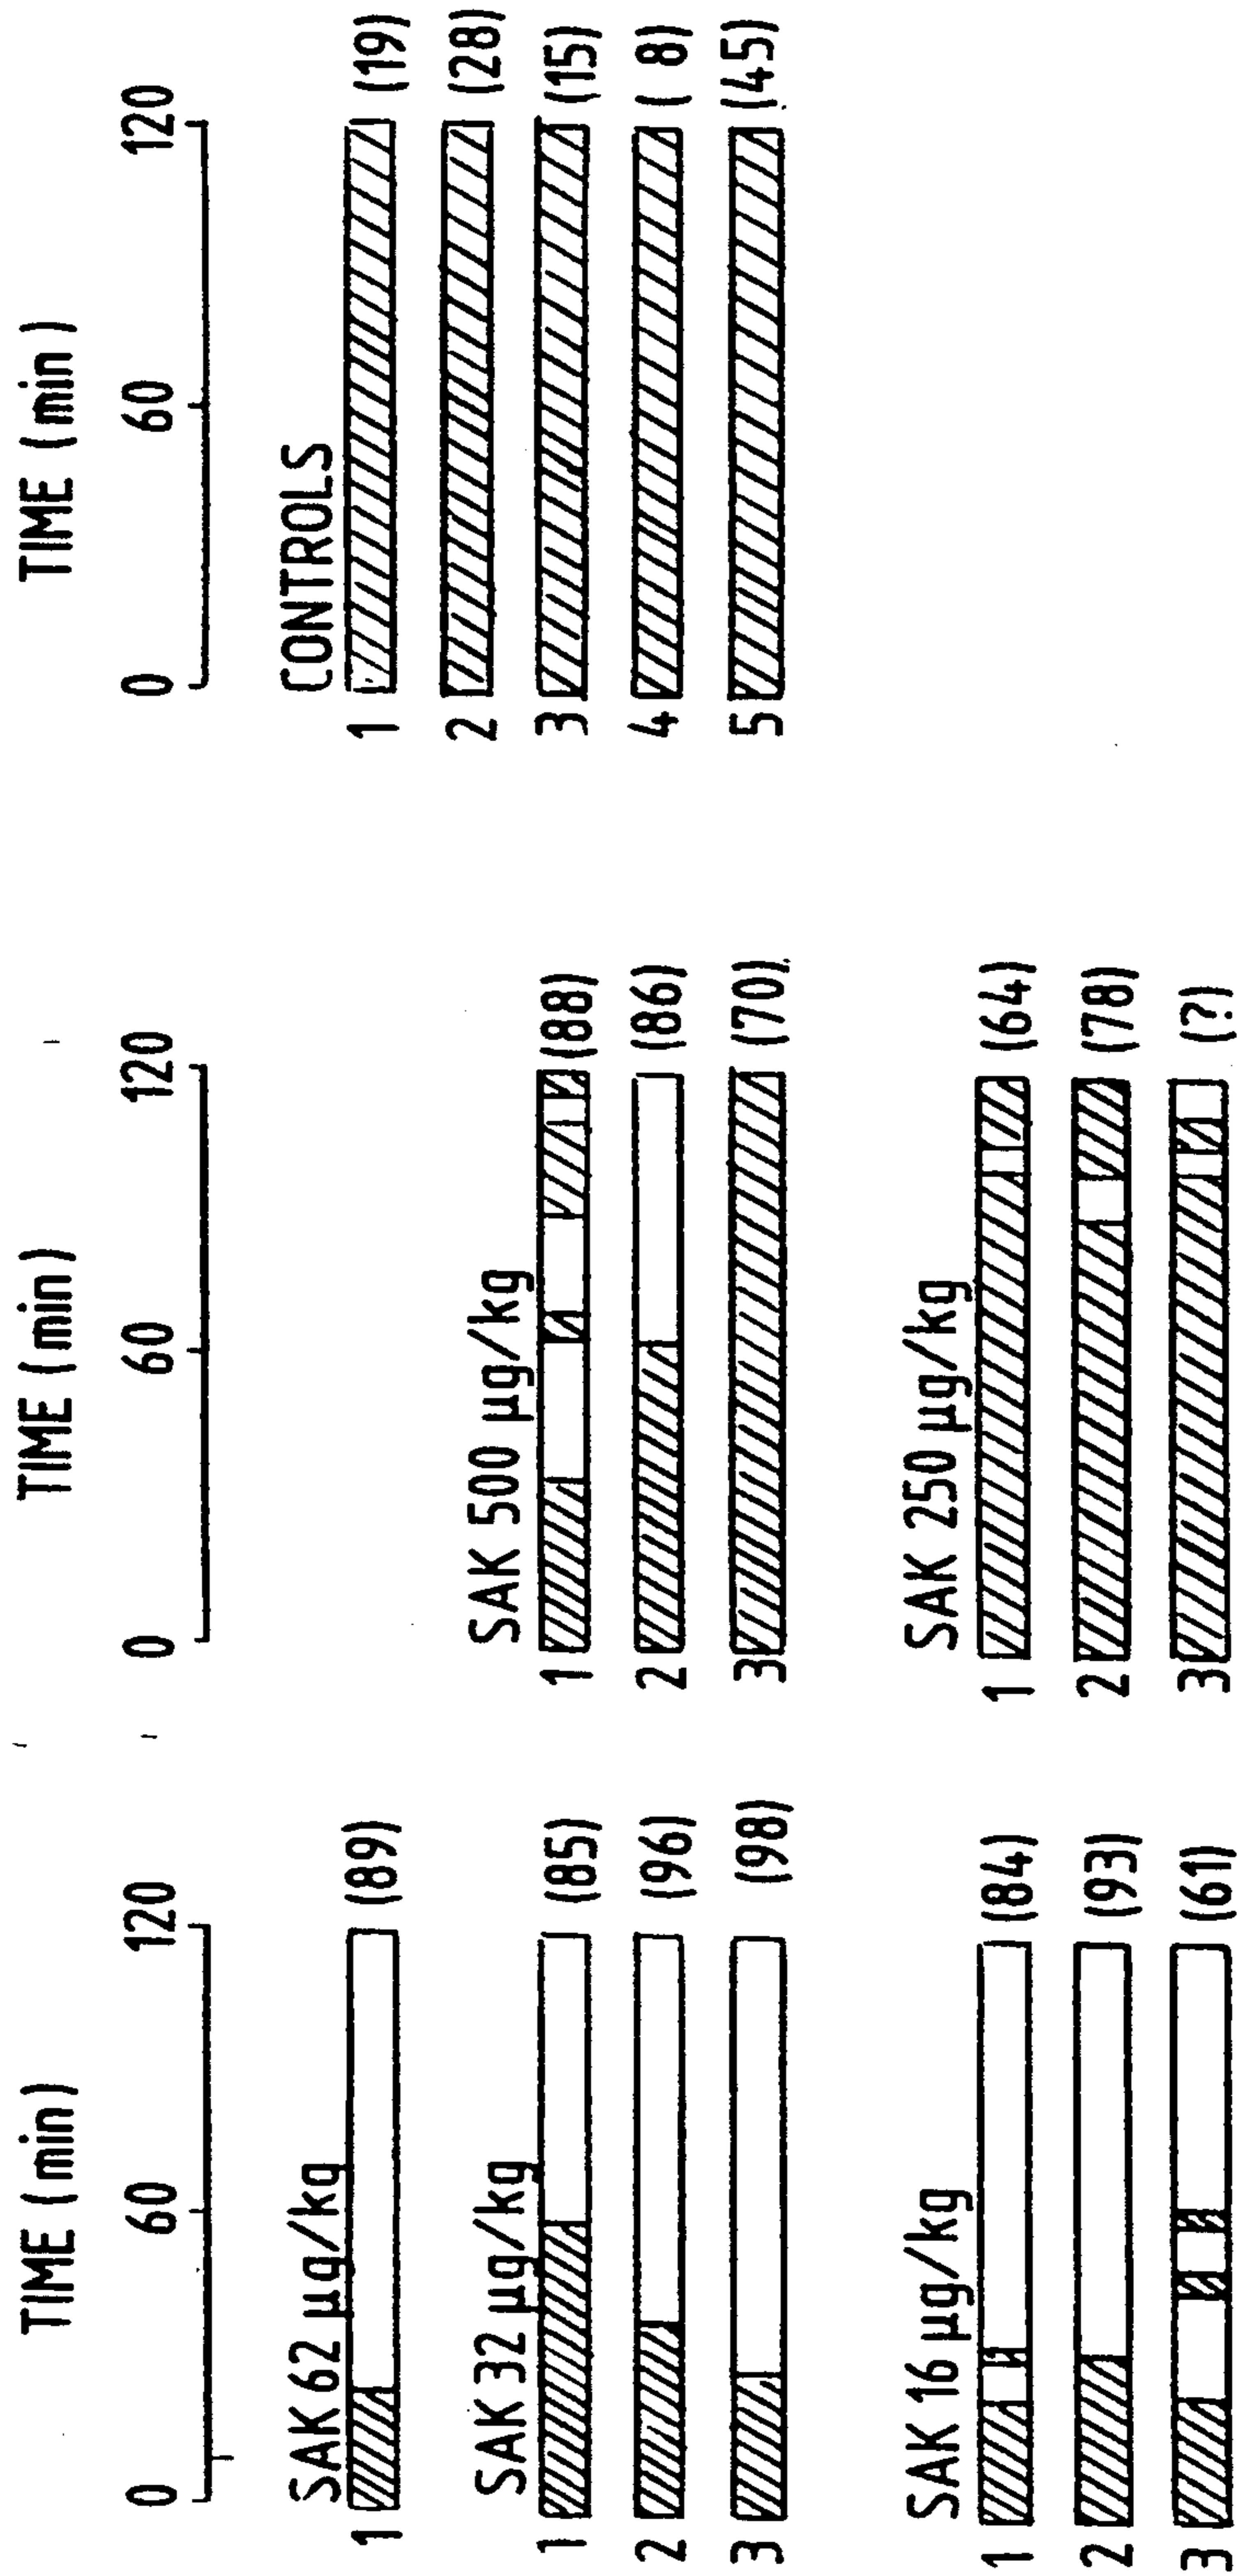 TIME (min)
0 60 120
SAK 62 µg/kg
1 (89)
SAK 32 µg/kg
1 (85)
2 (96)
3 (98)
SAK 16 µg/kg
1 (84)
2 (93)
3 (61)
TIME (min)
0 60 120
SAK 500 µg/kg
1 (88)
2 (86)
3 (70)
SAK 250 µg/kg
1 (64)
2 (78)
3 (?)
TIME (min)
0 60 120
CONTROLS
1 (19)
2 (28)
3 (15)
4 ( 8)
5 (45)